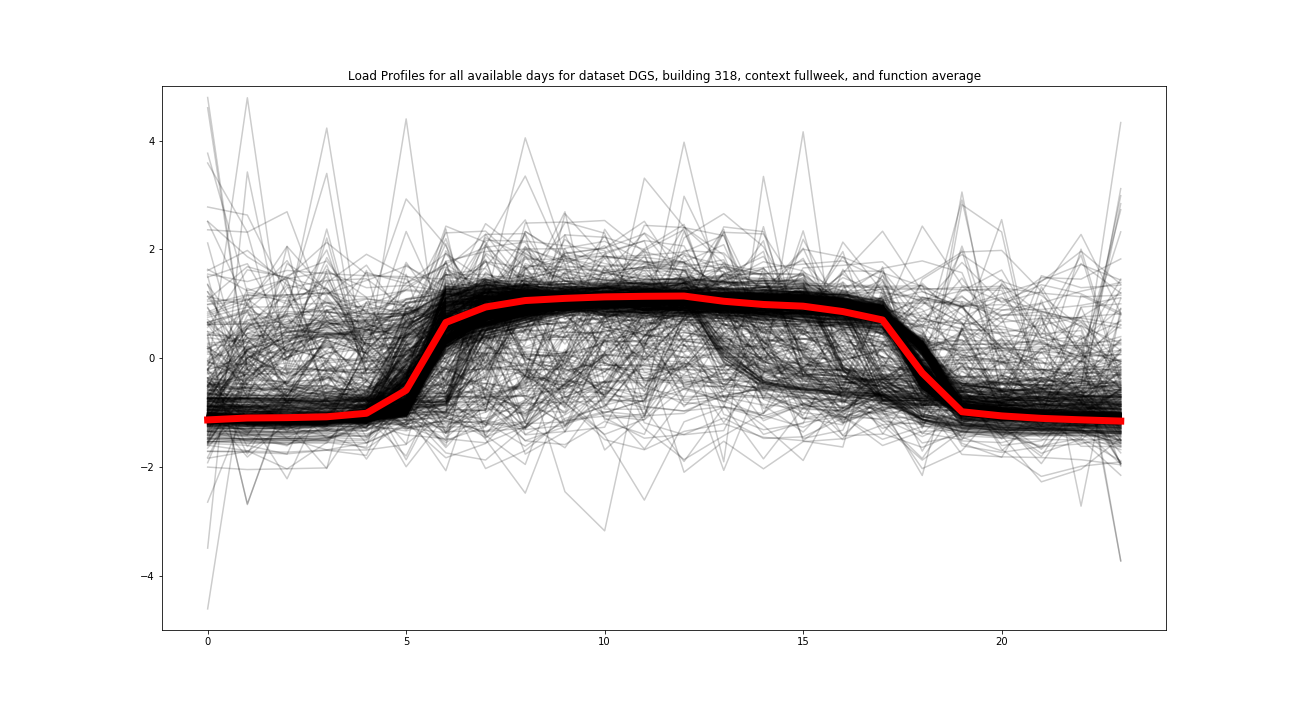 Load Profiles for all available days for dataset DGS, building 318, context fullweek, and function average
4
2
0
−2
−4
0 5 10 15 20